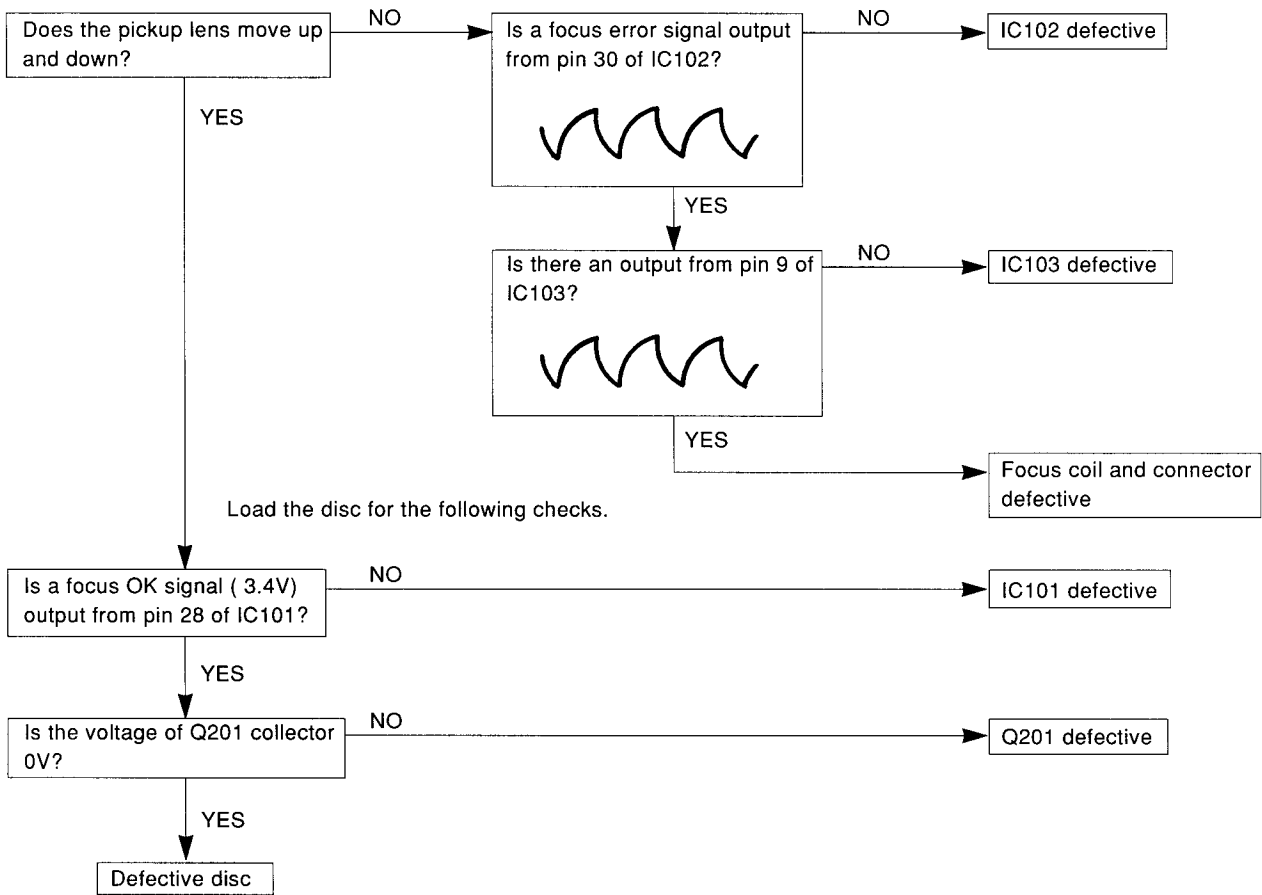 Does the pickup lens move up
and down?
NO
Is a focus error signal output
from pin 30 of IC102?
NO
IC102 defective
YES
YES
Is there an output from pin 9 of
IC103?
NO
IC103 defective
YES
Focus coil and connector
defective
Load the disc for the following checks.
Is a focus OK signal ( 3.4V)
output from pin 28 of IC101?
NO
IC101 defective
YES
Is the voltage of Q201 collector
0V?
NO
Q201 defective
YES
Defective disc